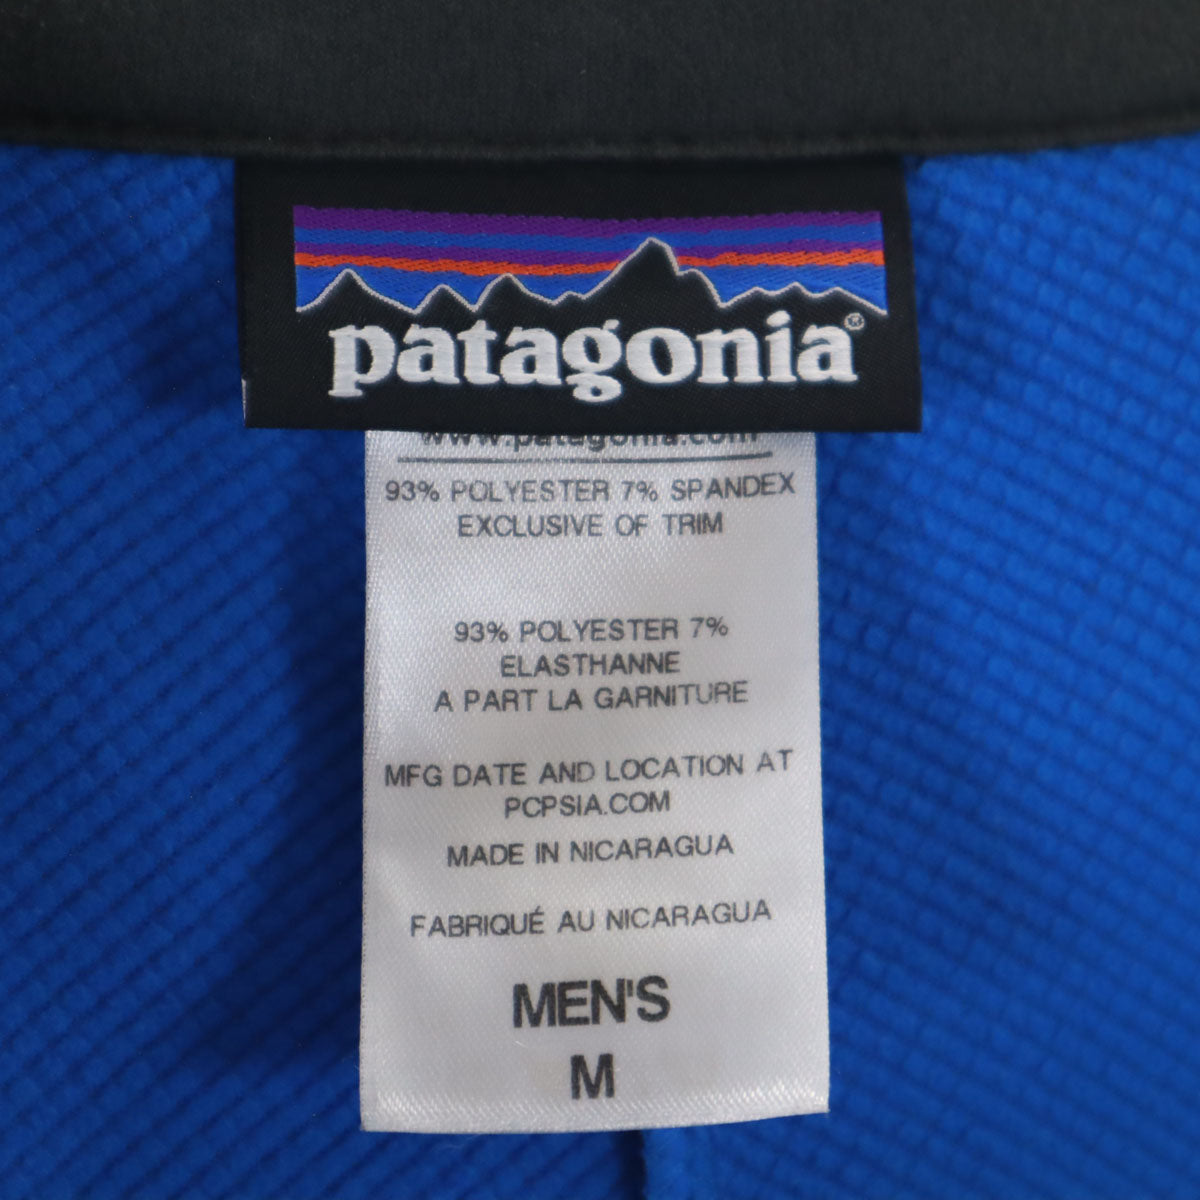 patagonia®
www.patagonia.com
93% POLYESTER 7% SPANDEX
EXCLUSIVE OF TRIM
93% POLYESTER 7%
ELASTHANNE
A PART LA GARNITURE
MFG DATE AND LOCATION AT
PCPSIA.COM
MADE IN NICARAGUA
FABRIQUÉ AU NICARAGUA
MEN'S
M